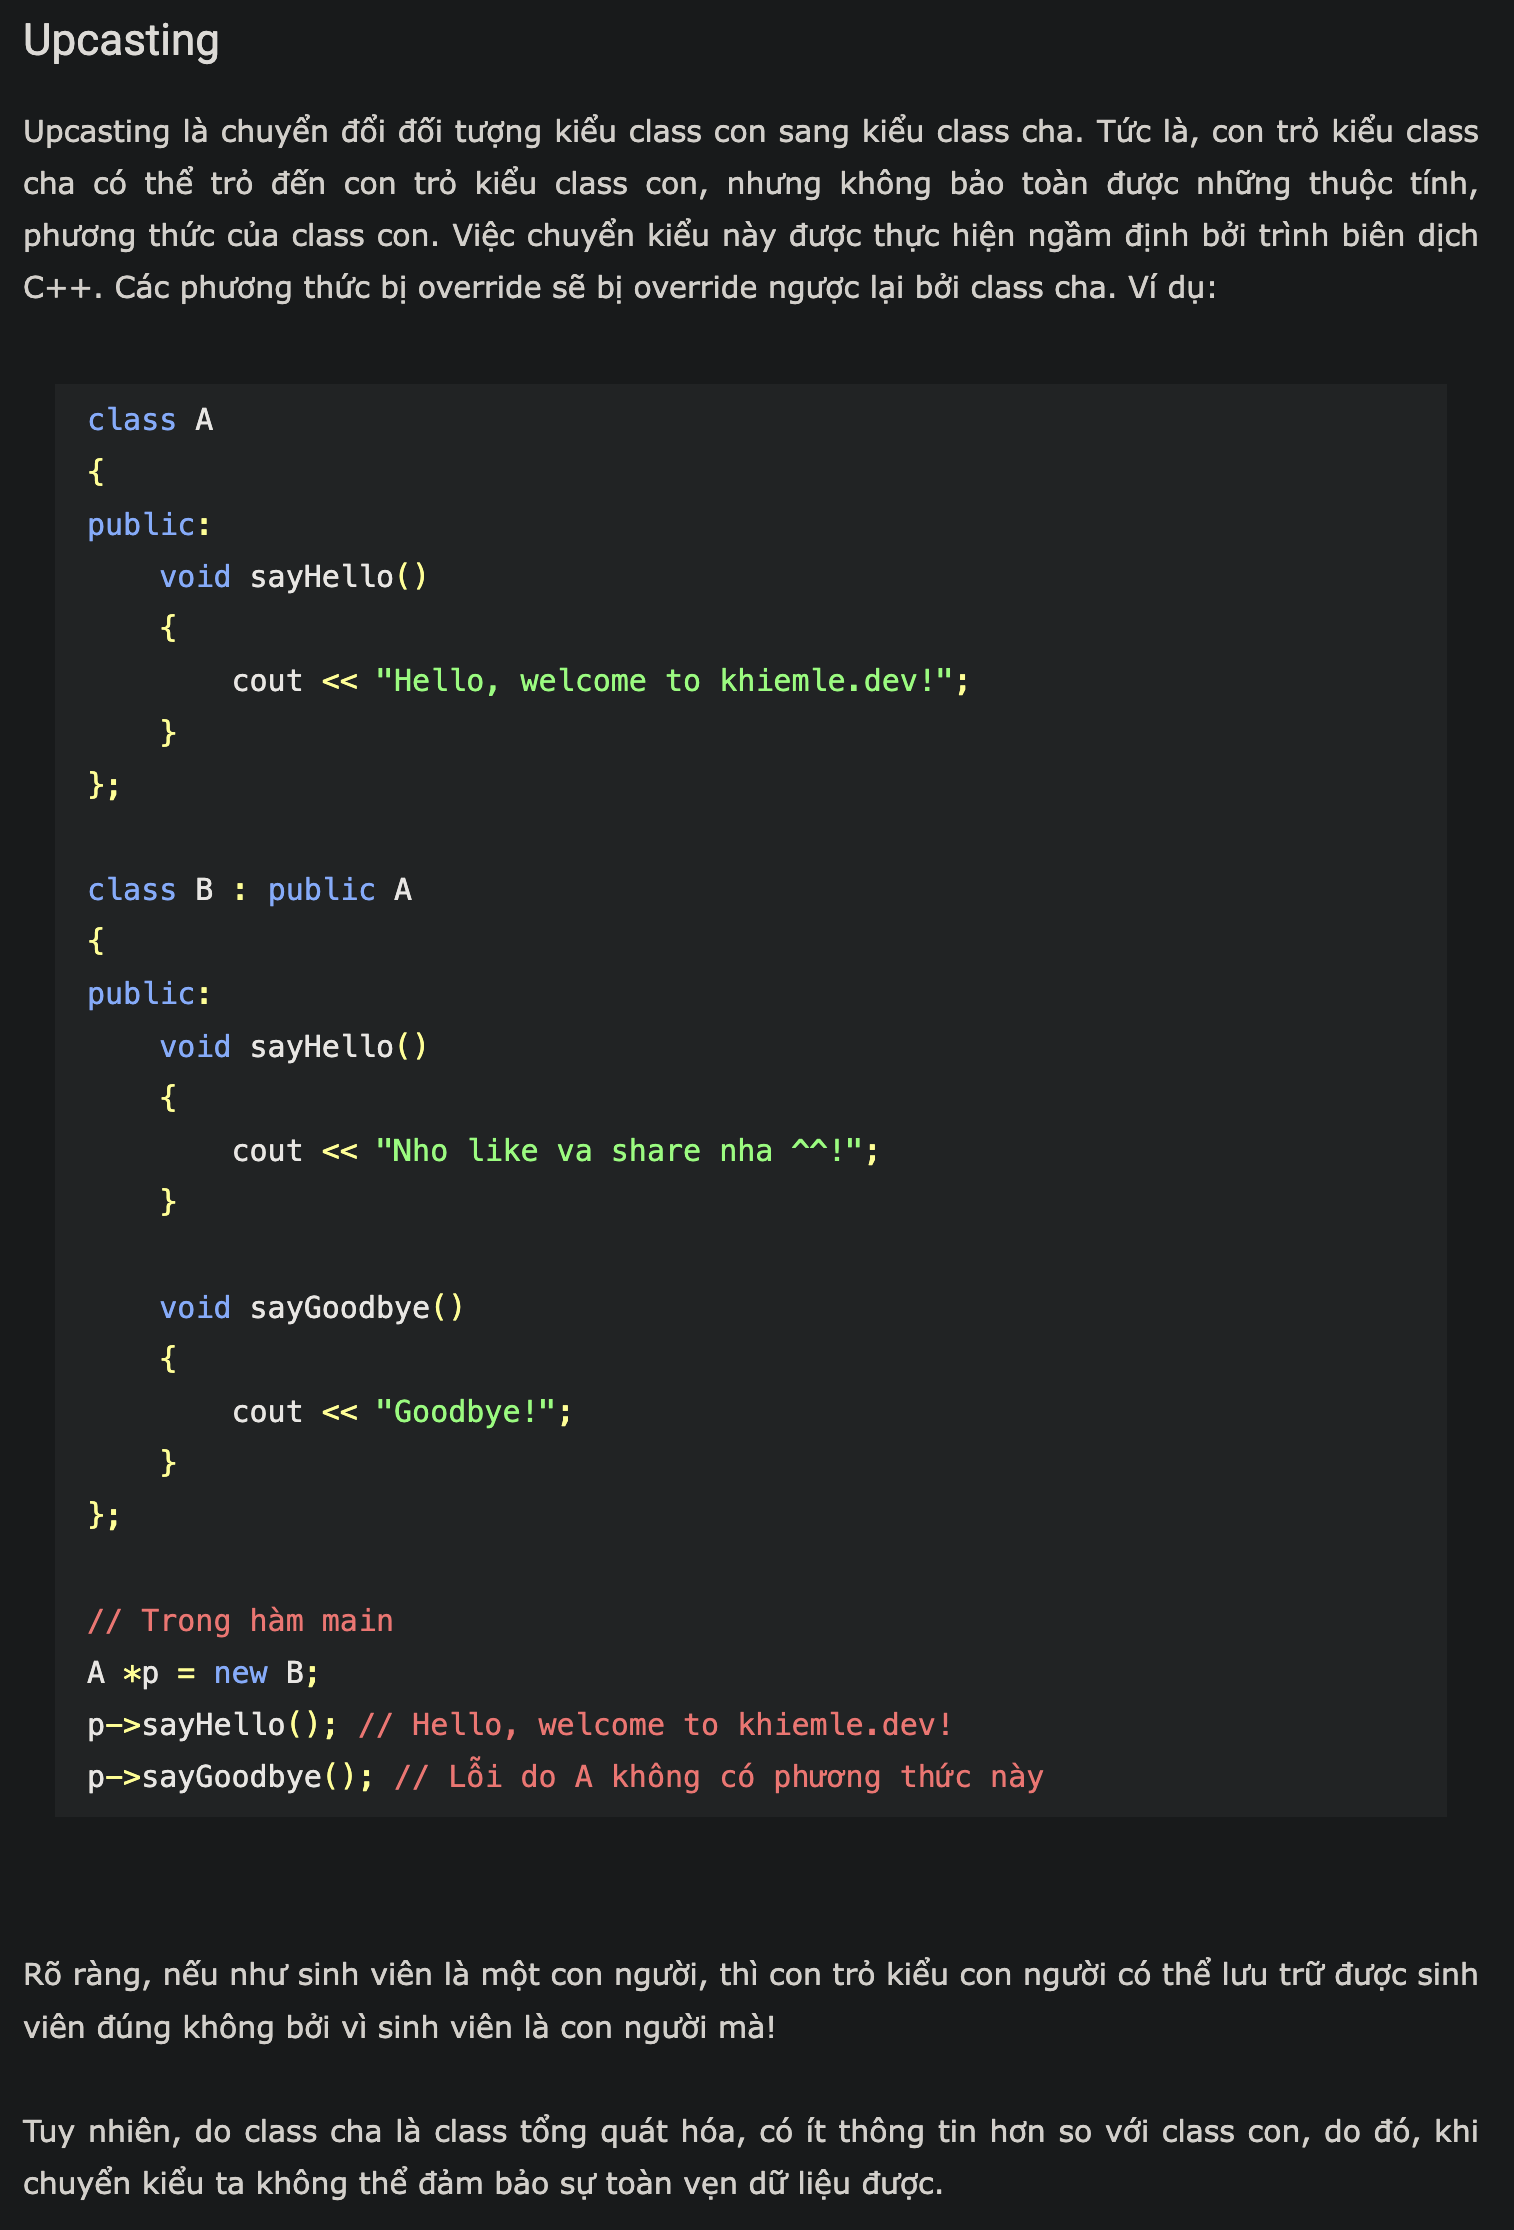 Upcasting
Upcasting là chuyển đổi đối tượng kiểu class con sang kiểu class cha. Tức là, con trỏ kiểu class
cha có thể trỏ đến con trỏ kiểu class con, nhưng không bảo toàn được những thuộc tính,
phương thức của class con. Việc chuyển kiểu này được thực hiện ngầm định bởi trình biên dịch
C++. Các phương thức bị override sẽ bị override ngược lại bởi class cha. Ví dụ:
class A
{
public:
    void sayHello()
    {
        cout << "Hello, welcome to khiemle.dev!";
    }
};
class B : public A
{
public:
    void sayHello()
    {
        cout << "Nho like va share nha ^^!";
    }
    void sayGoodbye()
    {
        cout << "Goodbye!";
    }
};
// Trong hàm main
A *p = new B;
p->sayHello(); // Hello, welcome to khiemle.dev!
p->sayGoodbye(); // Lỗi do A không có phương thức này
Rõ ràng, nếu như sinh viên là một con người, thì con trỏ kiểu con người có thể lưu trữ được sinh
viên đúng không bởi vì sinh viên là con người mà!
Tuy nhiên, do class cha là class tổng quát hóa, có ít thông tin hơn so với class con, do đó, khi
chuyển kiểu ta không thể đảm bảo sự toàn vẹn dữ liệu được.